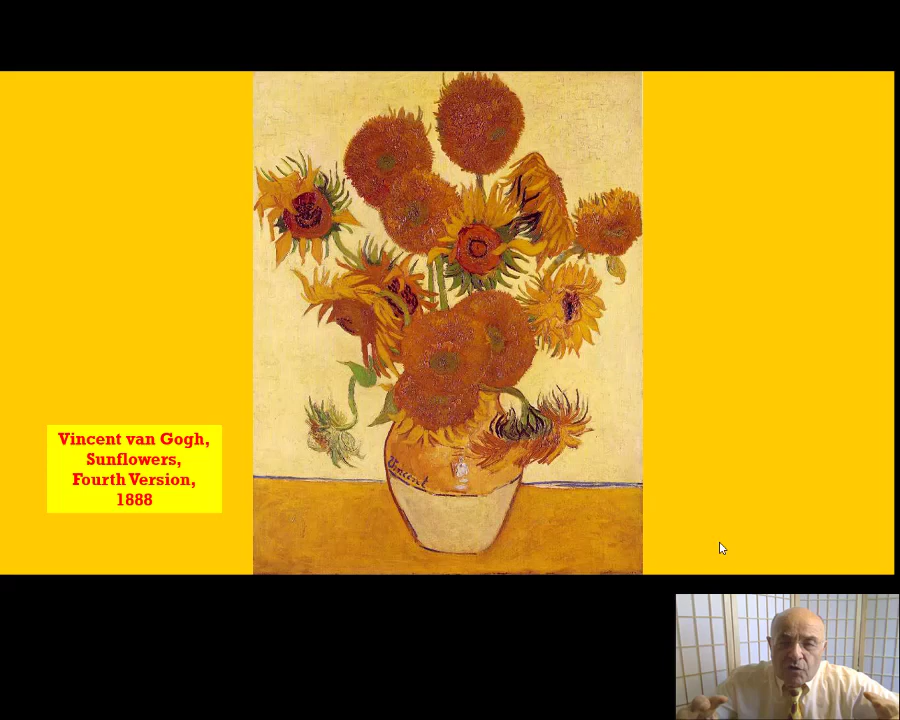 Vincent van Gogh,
Sunflowers,
Fourth Version,
1888
Vincent